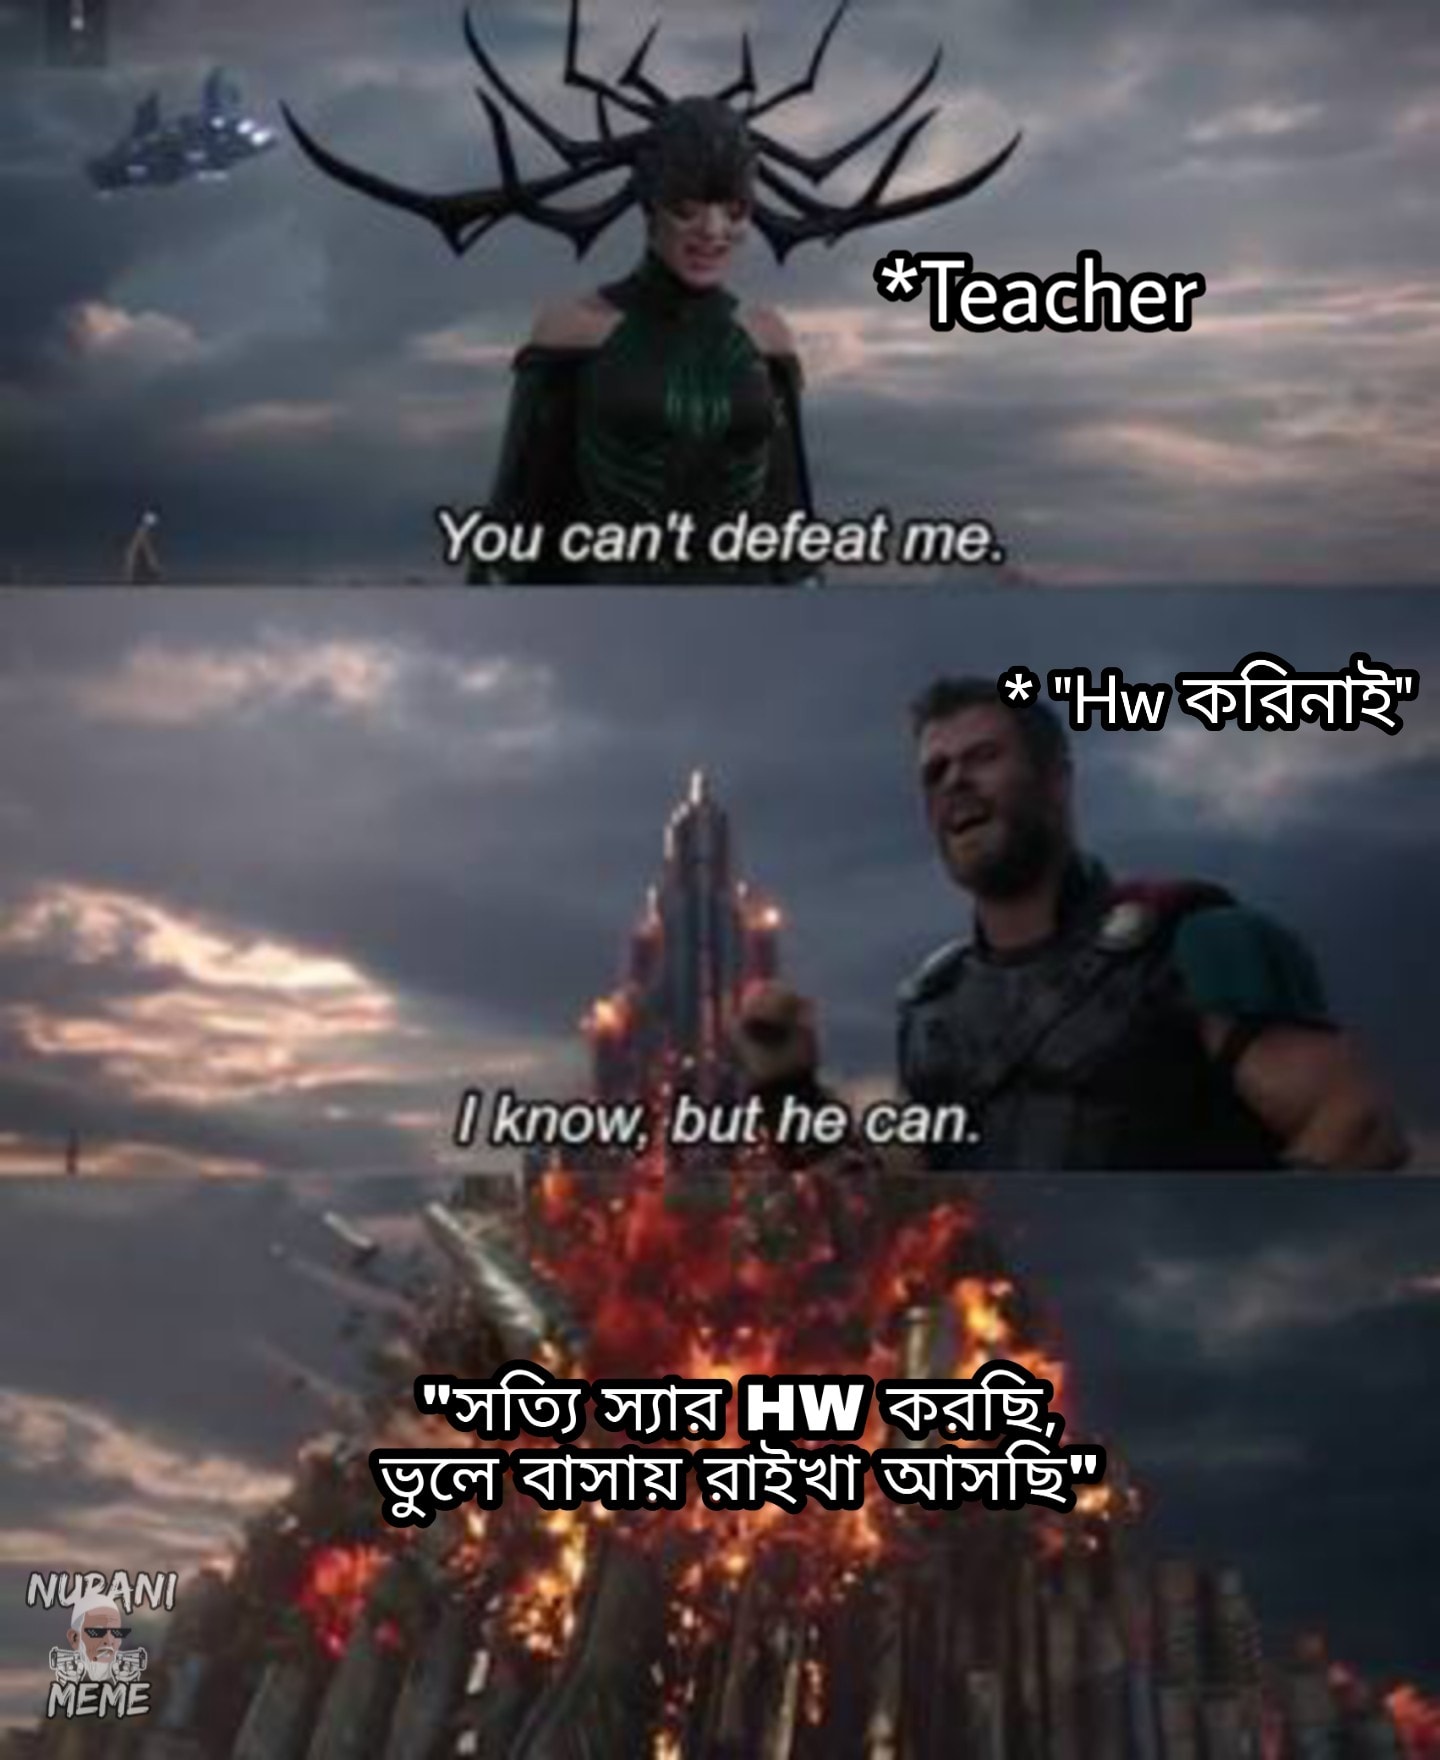 *Teacher
You can't defeat me.
* "Hw করিনাই"
I know, but he can.
"সত্যি স্যার HW করছি,
ভুলে বাসায় রাইখা আসছি"
NURANI
MEME